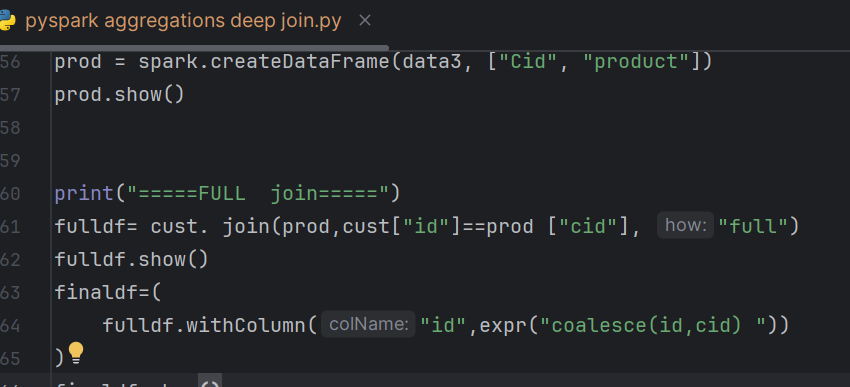 pyspark aggregations deep join.py
56 prod = spark.createDataFrame(data3, ["Cid", "product"])
57 prod.show()
58
59
60 print("=====FULL  join=====")
61 fulldf= cust. join(prod,cust["id"]==prod ["cid"], how: "full")
62 fulldf.show()
63 finaldf=(
64     fulldf.withColumn( colName: "id",expr("coalesce(id,cid) "))
65 )